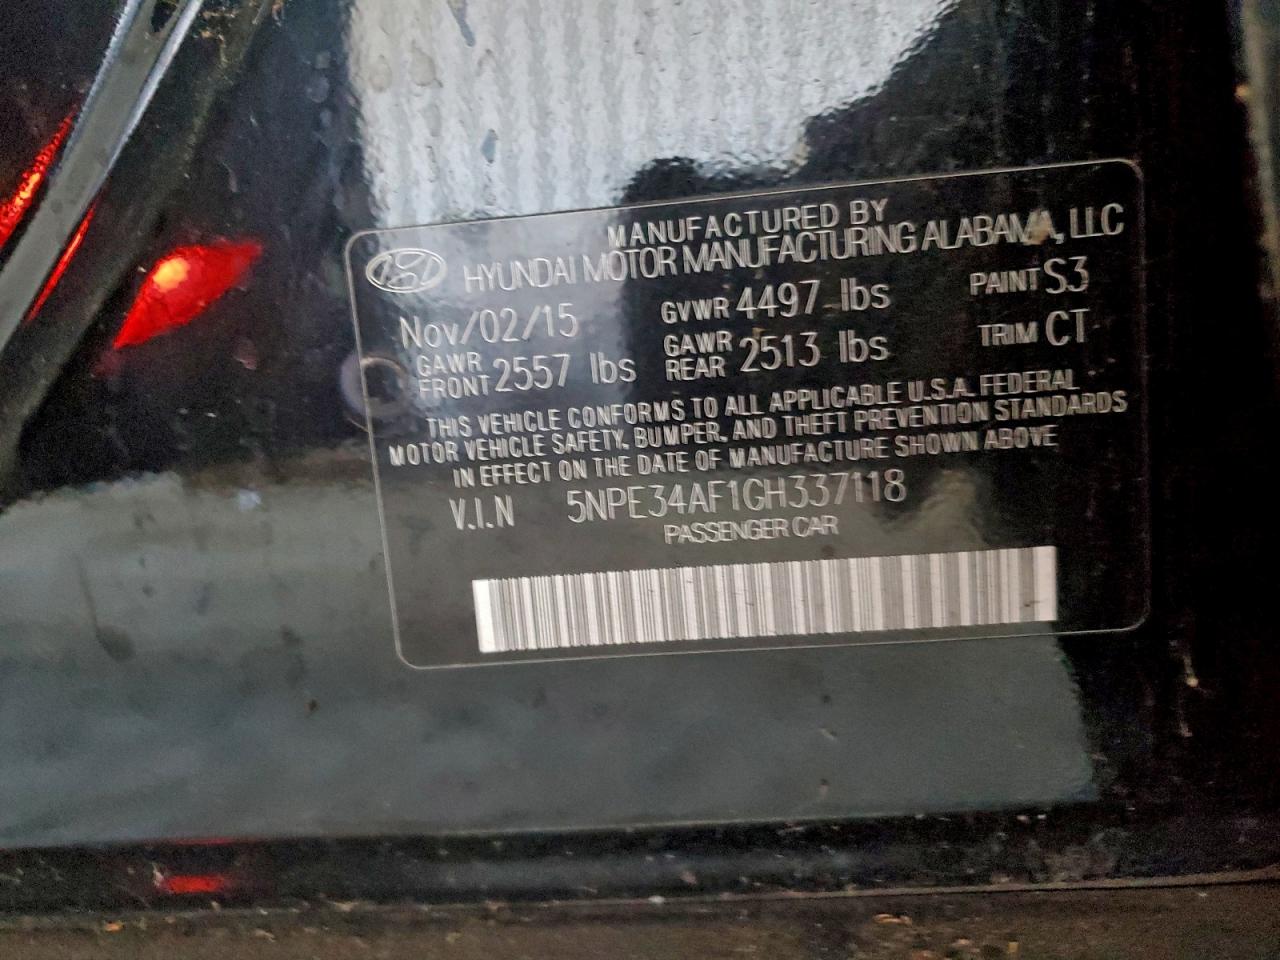 MANUFACTURED BY
HYUNDAI MOTOR MANUFACTURING ALABAMA, LLC
Nov/02/15 GVWR 4497 lbs PAINT S3
GAWR FRONT 2557 lbs GAWR REAR 2513 lbs TRIM CT
THIS VEHICLE CONFORMS TO ALL APPLICABLE U.S.A. FEDERAL
MOTOR VEHICLE SAFETY, BUMPER, AND THEFT PREVENTION STANDARDS
IN EFFECT ON THE DATE OF MANUFACTURE SHOWN ABOVE
V.I.N 5NPE34AF1GH337118
PASSENGER CAR